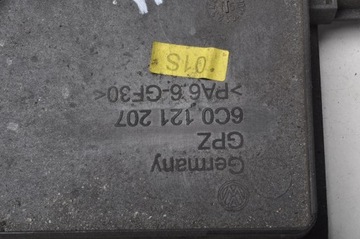 Germany
GPZ
6C0.121 207
>PA6.6-GF30<
01S